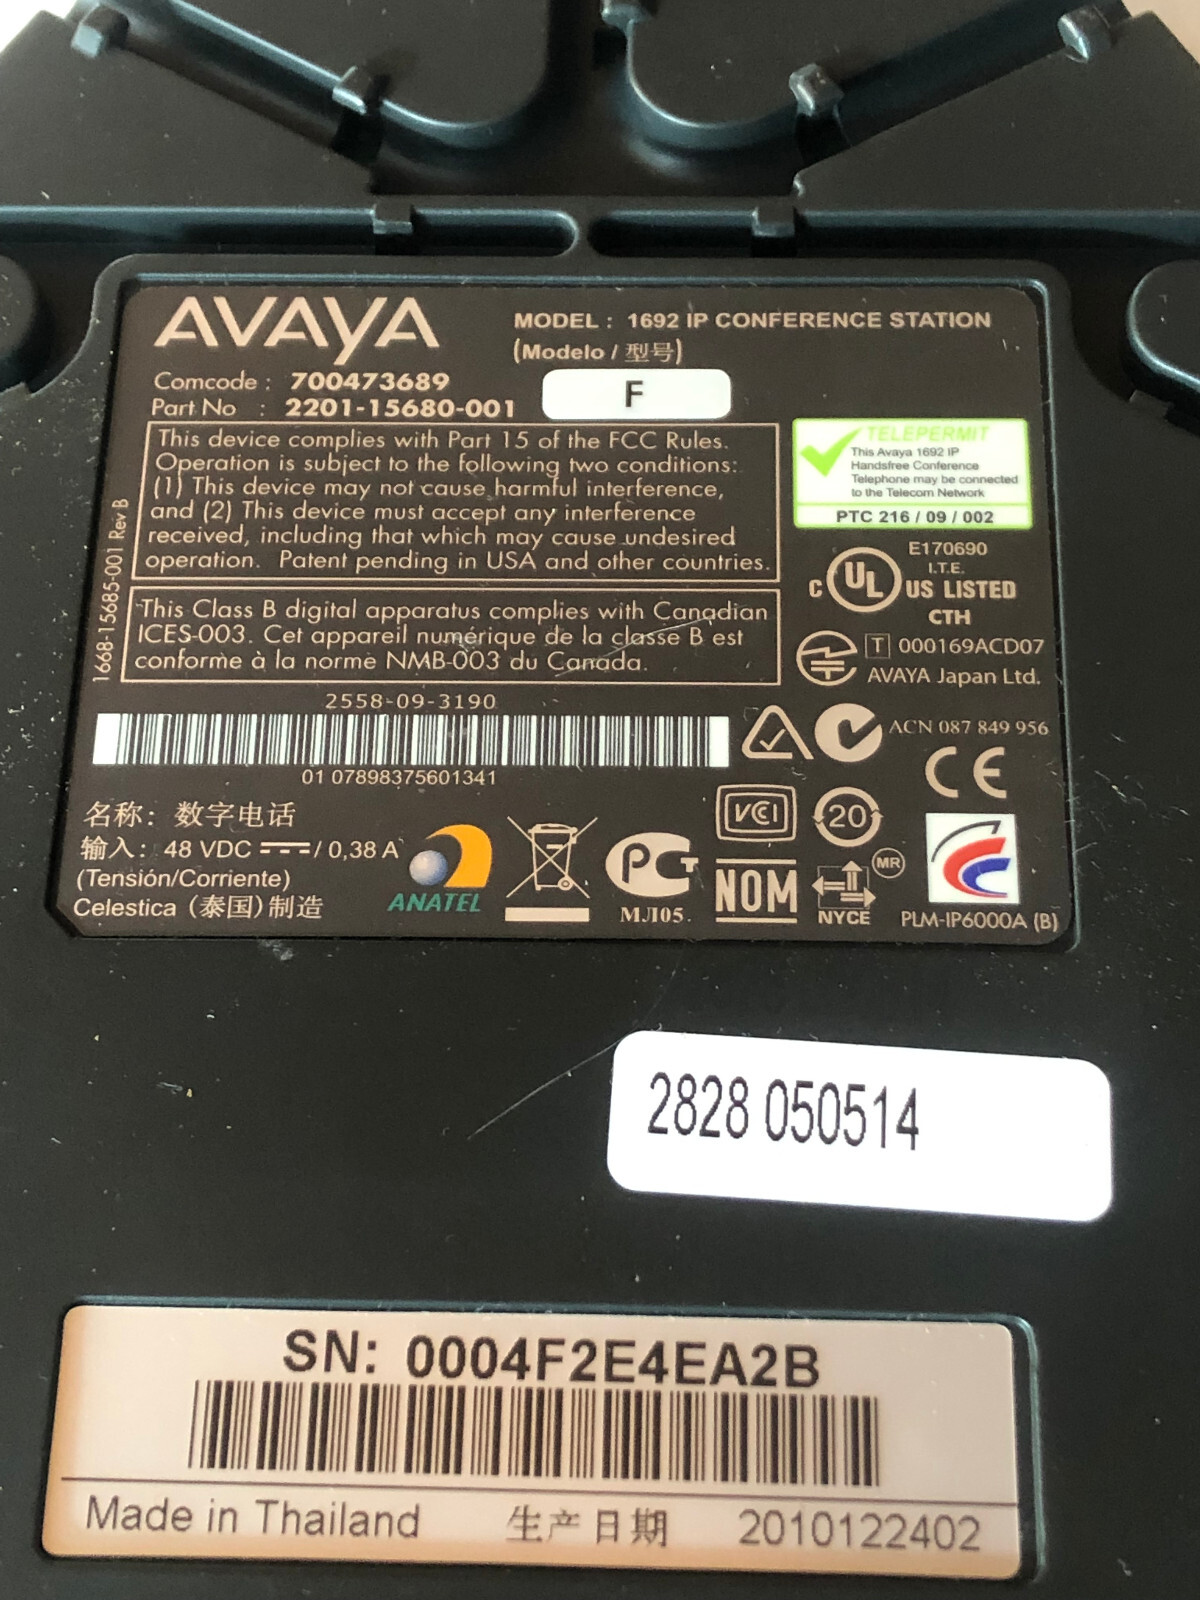 AVAYA
MODEL : 1692 IP CONFERENCE STATION
(Modelo / 型号)
Comcode : 700473689
Part No : 2201-15680-001
F
This device complies with Part 15 of the FCC Rules.
Operation is subject to the following two conditions:
(1) This device may not cause harmful interference,
and (2) This device must accept any interference
received, including that which may cause undesired
operation. Patent pending in USA and other countries.
This Class B digital apparatus complies with Canadian
ICES-003. Cet appareil numérique de la classe B est
conforme à la norme NMB-003 du Canada.
1668-15685-001 Rev B
TELEPERMIT
This Avaya 1692 IP
Handsfree Conference
Telephone may be connected
to the Telecom Network
PTC 216 / 09 / 002
E170690
I.T.E.
C UL US LISTED
CTH
T 000169ACD07
AVAYA Japan Ltd.
2558-09-3190
01 07898375601341
ACN 087 849 956
CE
名称: 数字电话
输入: 48 VDC / 0,38 A
(Tensión/Corriente)
Celestica (泰国)制造
ANATEL
PCT
МЛ05.
VCI
20
NOM
MR
NYCE
PLM-IP6000A (B)
2828 050514
SN: 0004F2E4EA2B
Made in Thailand 生产日期 2010122402